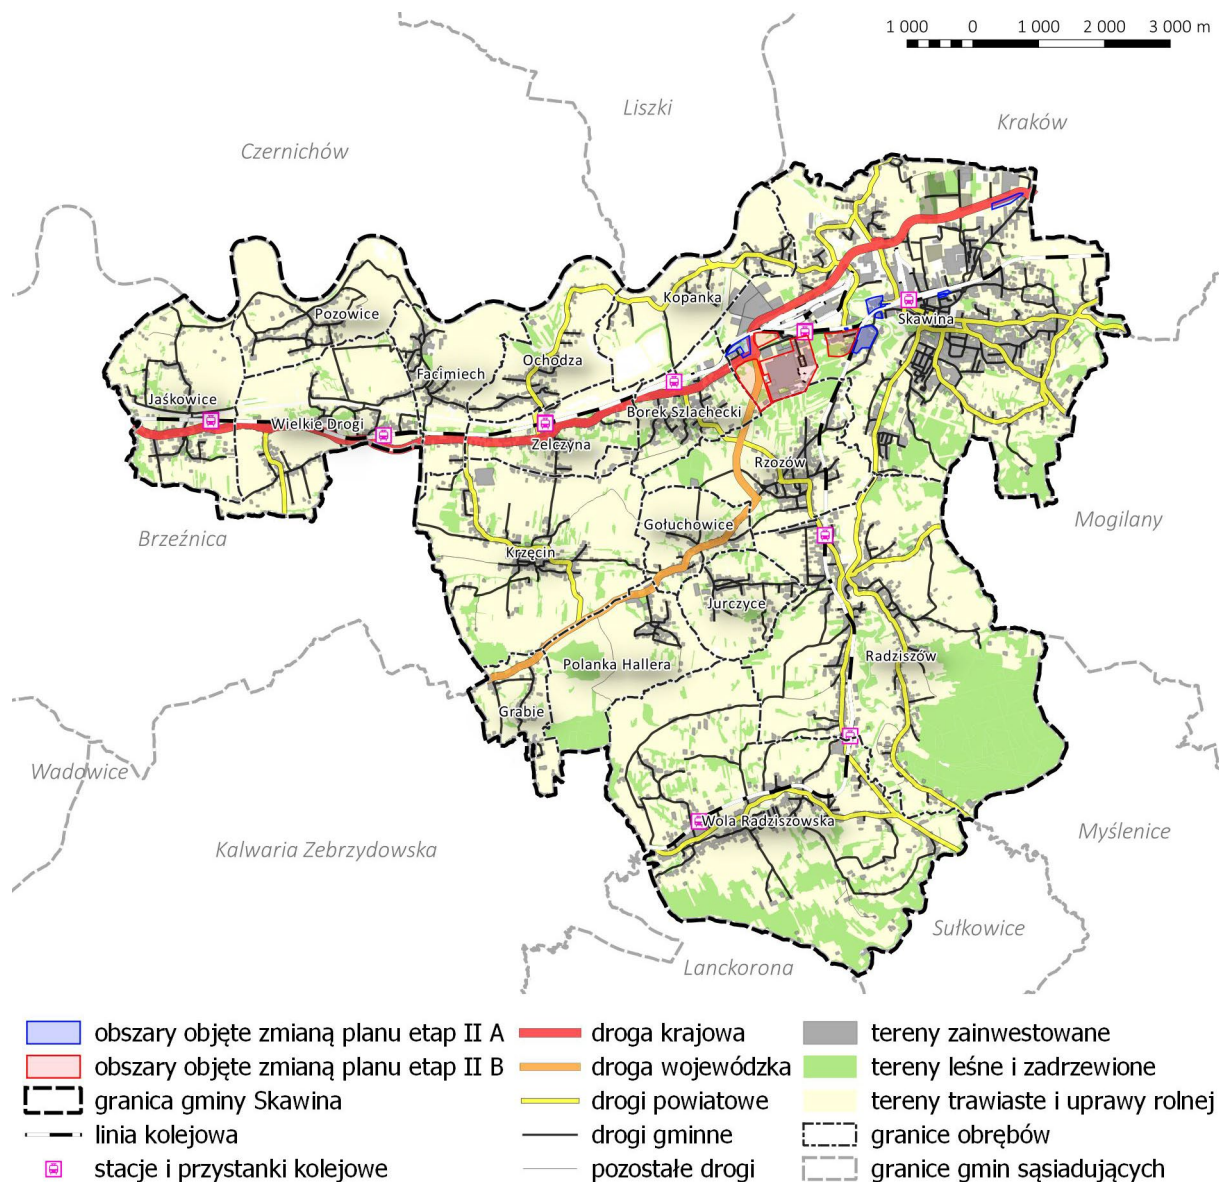 1 000 0 1 000 2 000 3 000 m
Liszki
Kraków
Czernichów
Kopanka
Pozowice
Skawina
Ochodza
Facimiech
Jaśkowice
Borek Szlachecki
Wielkie Drogi
Zelczyna
Rzozów
Mogilany
Gołuchowice
Brzeźnica
Krzęcin
Jurczyce
Radziszów
Polanka Hallera
Grabie
Wadowice
Wola Radziszowska
Myślenice
Kalwaria Zebrzydowska
Sułkowice
Lanckorona
obszary objęte zmianą planu etap II A
obszary objęte zmianą planu etap II B
granica gminy Skawina
linia kolejowa
stacje i przystanki kolejowe
droga krajowa
droga wojewódzka
drogi powiatowe
drogi gminne
pozostałe drogi
tereny zainwestowane
tereny leśne i zadrzewione
tereny trawiaste i uprawy rolnej
granice obrębów
granice gmin sąsiadujących